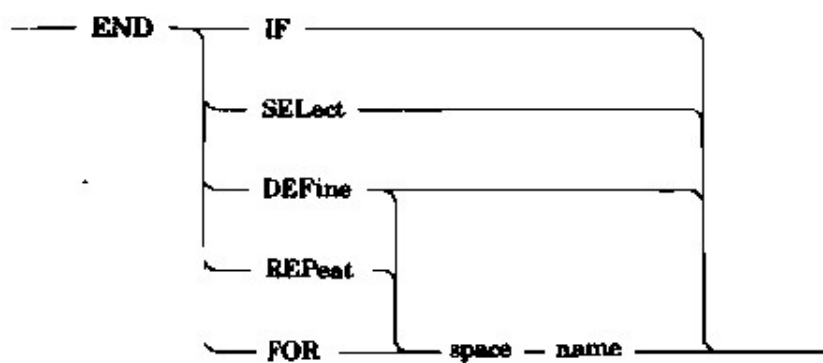 END IF
SELect
DEFine
REPeat
FOR space name